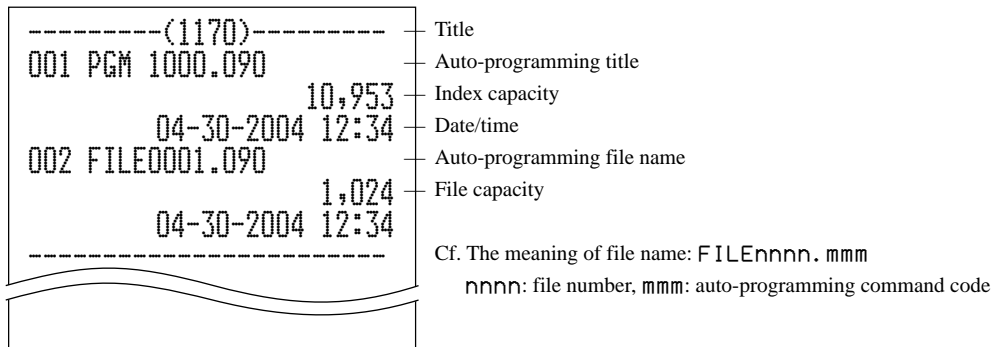 ---------(1170)---------
Title
001 PGM 1000.090
Auto-programming title
10,953
Index capacity
04-30-2004 12:34
Date/time
002 FILE0001.090
Auto-programming file name
1,024
File capacity
04-30-2004 12:34
------------------------
Cf. The meaning of file name: FILEnnnn.mmm
nnnn: file number, mmm: auto-programming command code